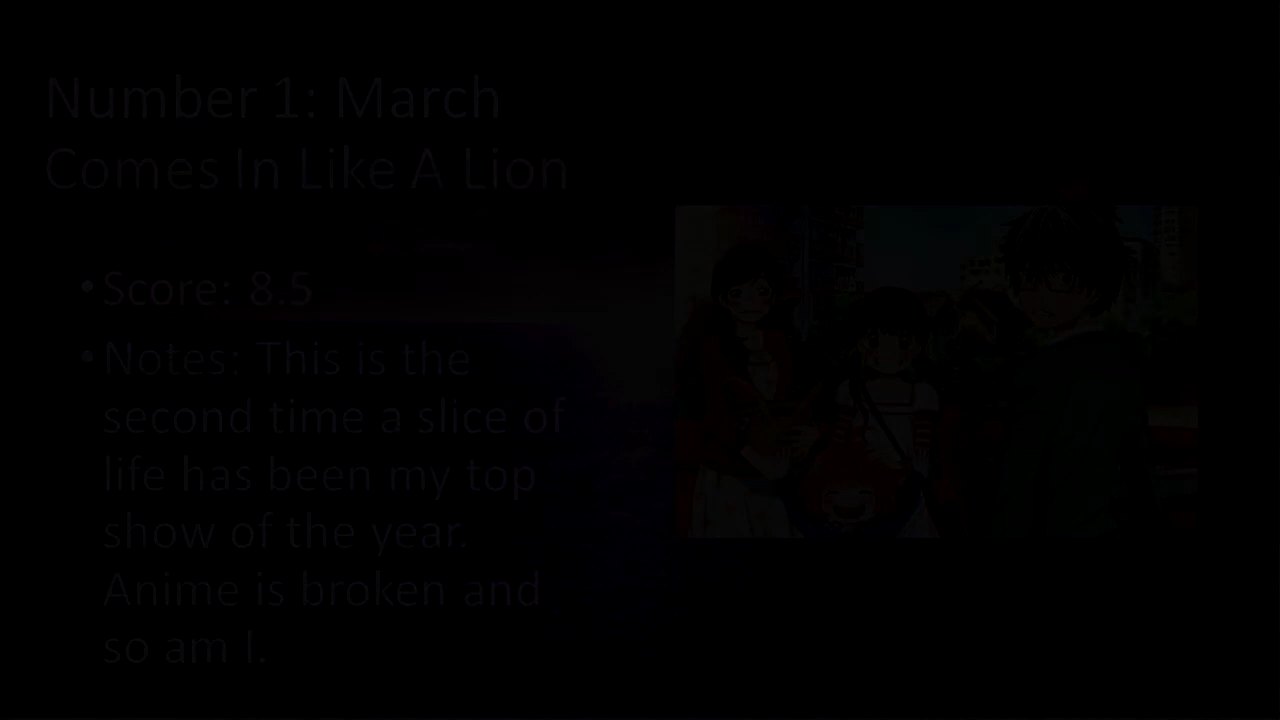 Number 1: March
Comes In Like A Lion
• Score: 8.5
• Notes: This is the
second time a slice of
life has been my top
show of the year.
Anime is broken and
so am I.